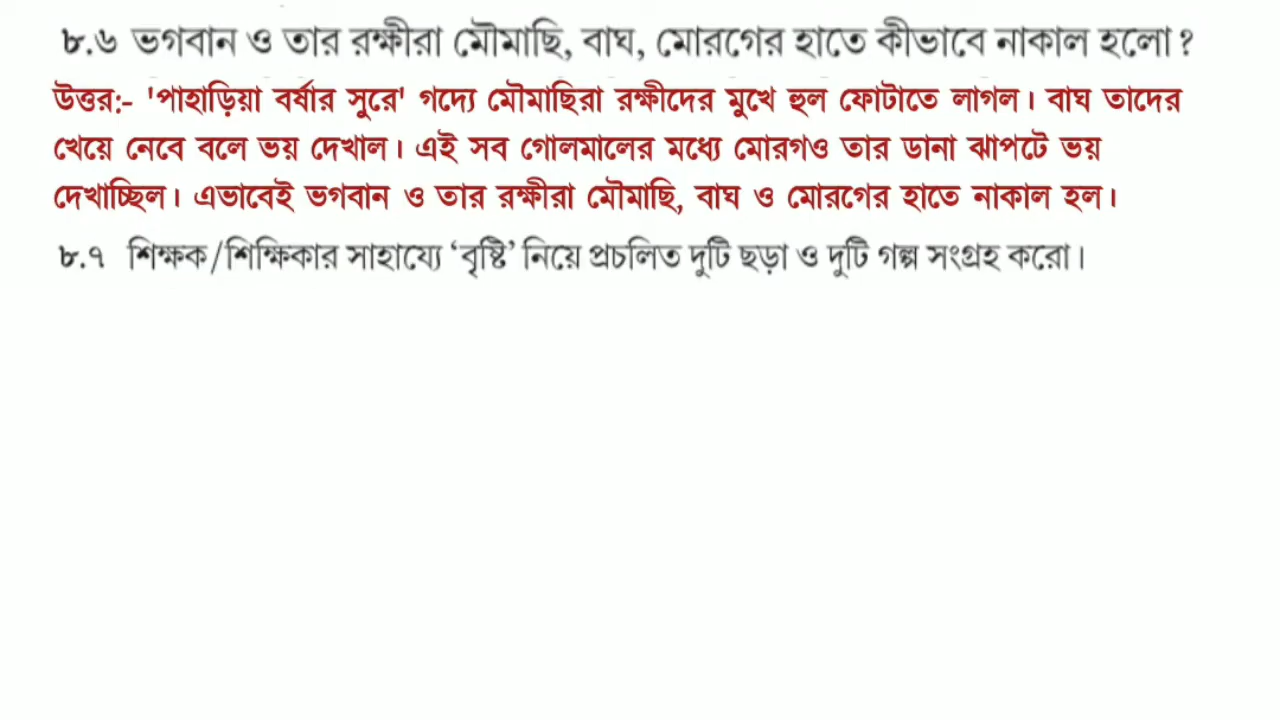 ৮.৬ ভগবান ও তার রক্ষীরা মৌমাছি, বাঘ, মোরগের হাতে কীভাবে নাকাল হলো?
উত্তর:- 'পাহাড়িয়া বর্ষার সুরে' গদ্যে মৌমাছিরা রক্ষীদের মুখে হুল ফোটাতে লাগল। বাঘ তাদের
খেয়ে নেবে বলে ভয় দেখাল। এই সব গোলমালের মধ্যে মোরগও তার ডানা ঝাপটে ভয়
দেখাচ্ছিল। এভাবেই ভগবান ও তার রক্ষীরা মৌমাছি, বাঘ ও মোরগের হাতে নাকাল হল।
৮.৭ শিক্ষক/শিক্ষিকার সাহায্যে ‘বৃষ্টি’ নিয়ে প্রচলিত দুটি ছড়া ও দুটি গল্প সংগ্রহ করো।